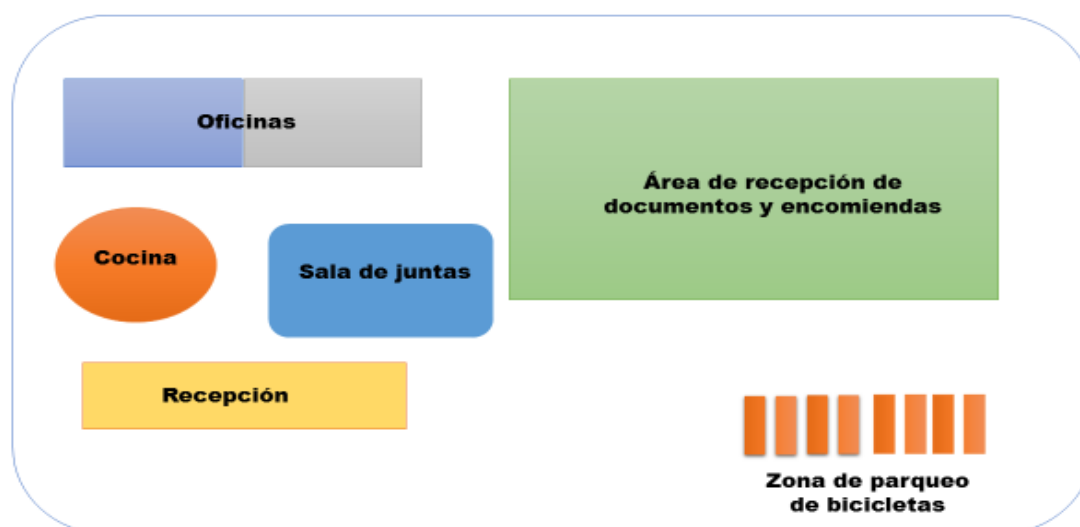 Oficinas
Área de recepción de
documentos y encomiendas
Cocina
Sala de juntas
Recepción
Zona de parqueo
de bicicletas